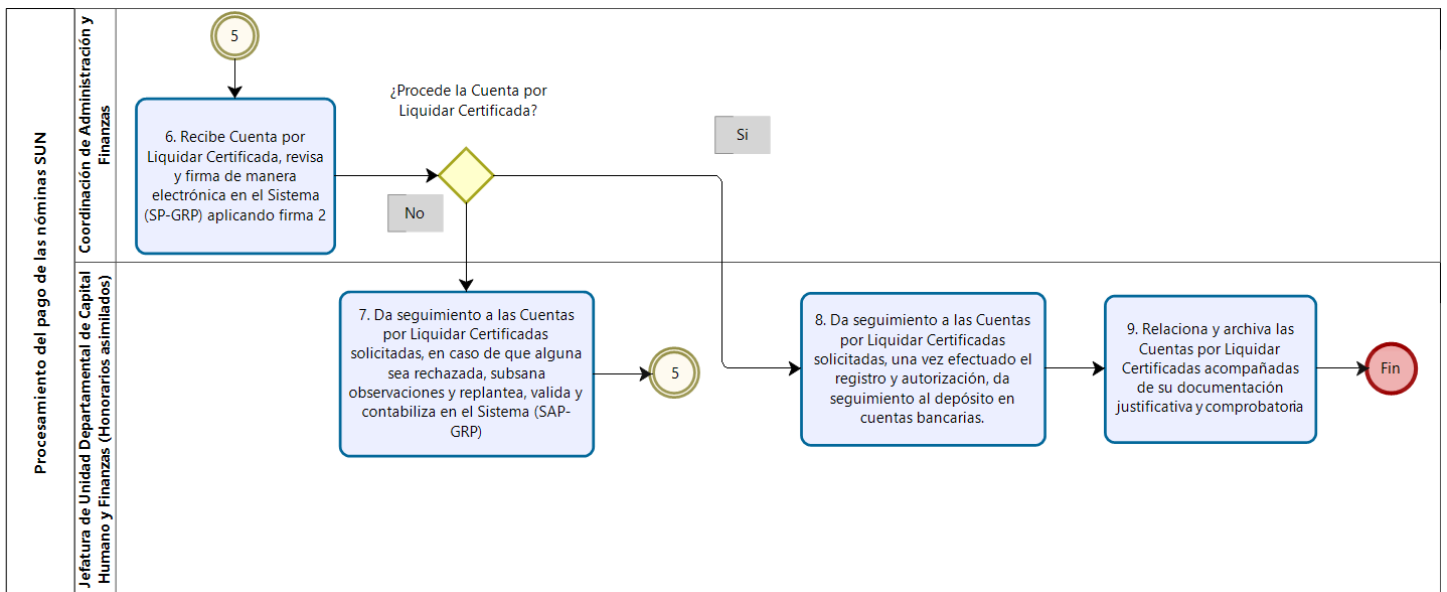 Procesamiento del pago de las nóminas SUN
Coordinación de Administración y
Finanzas
5
6. Recibe Cuenta por
Liquidar Certificada, revisa
y firma de manera
electrónica en el Sistema
(SP-GRP) aplicando firma 2
¿Procede la Cuenta por
Liquidar Certificada?
Si
No
Jefatura de Unidad Departamental de Capital
Humano y Finanzas (Honorarios asimilados)
7. Da seguimiento a las Cuentas
por Liquidar Certificadas
solicitadas, en caso de que alguna
sea rechazada, subsana
observaciones y replantea, valida y
contabiliza en el Sistema (SAP-
GRP)
5
8. Da seguimiento a las Cuentas
por Liquidar Certificadas
solicitadas, una vez efectuado el
registro y autorización, da
seguimiento al depósito en
cuentas bancarias.
9. Relaciona y archiva las
Cuentas por Liquidar
Certificadas acompañadas
de su documentación
justificativa y comprobatoria
Fin